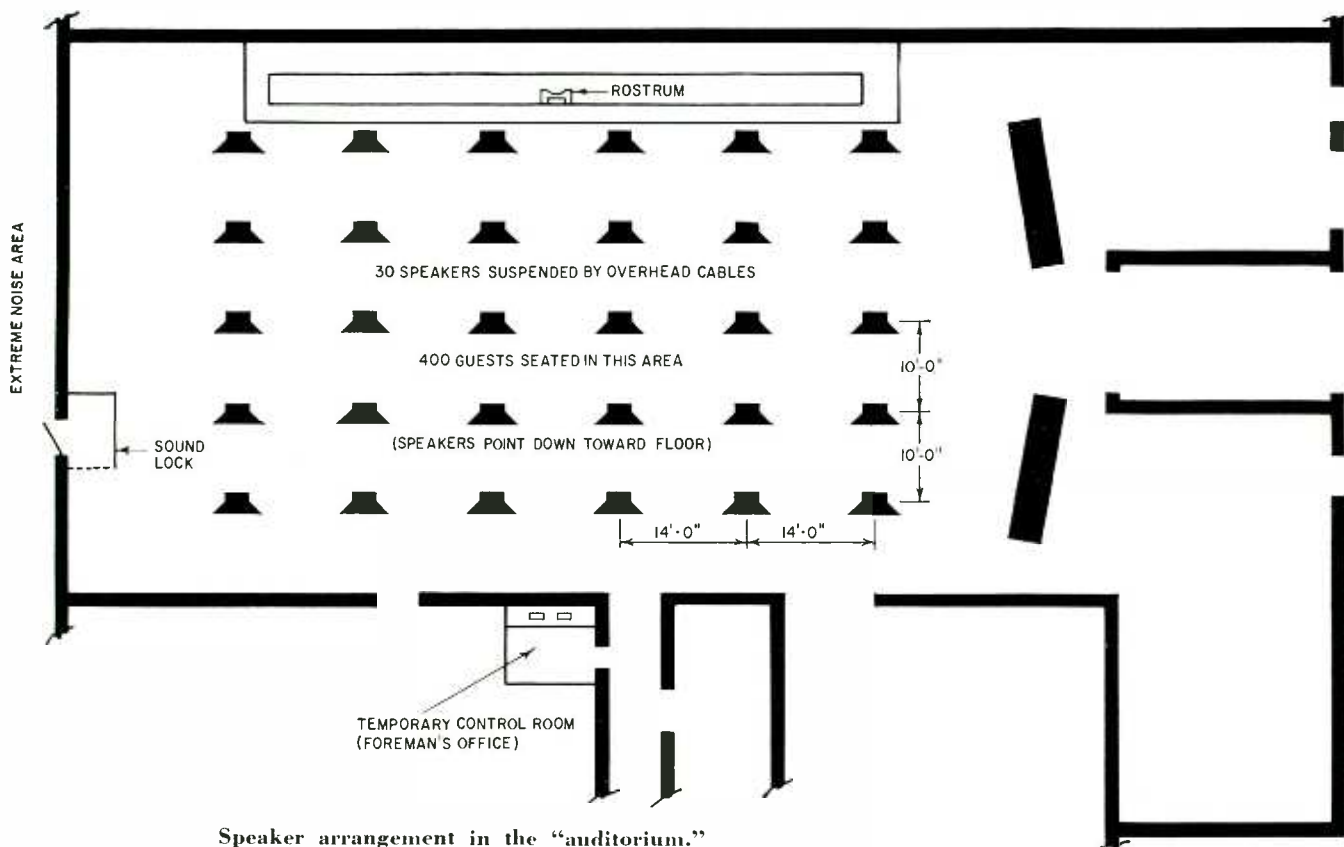 ROSTRUM
EXTREME NOISE AREA
30 SPEAKERS SUSPENDED BY OVERHEAD CABLES
400 GUESTS SEATED IN THIS AREA
10'-0"
(SPEAKERS POINT DOWN TOWARD FLOOR)
SOUND
LOCK
10'-0"
14'-0"
14'-0"
TEMPORARY CONTROL ROOM
(FOREMAN'S OFFICE)
Speaker arrangement in the “auditorium.”